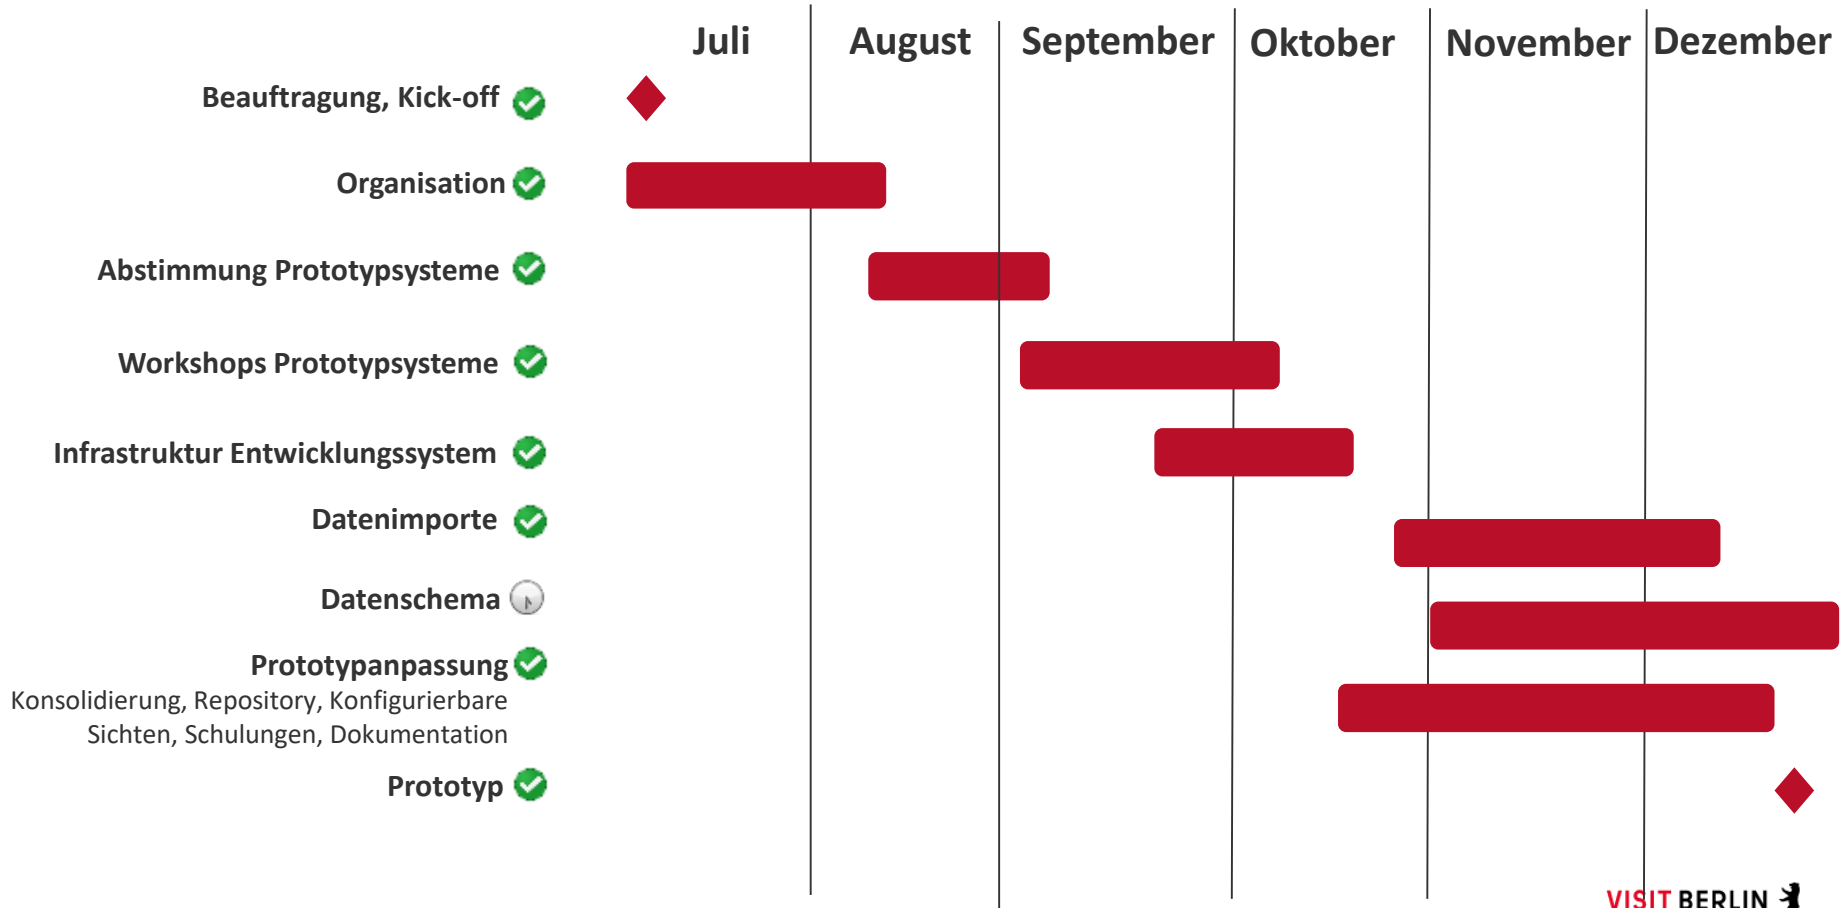 Juli August September Oktober November Dezember
Beauftragung, Kick-off
Organisation
Abstimmung Prototypsysteme
Workshops Prototypsysteme
Infrastruktur Entwicklungssystem
Datenimporte
Datenschema
Prototypanpassung
Konsolidierung, Repository, Konfigurierbare
Sichten, Schulungen, Dokumentation
Prototyp
VISIT BERLIN